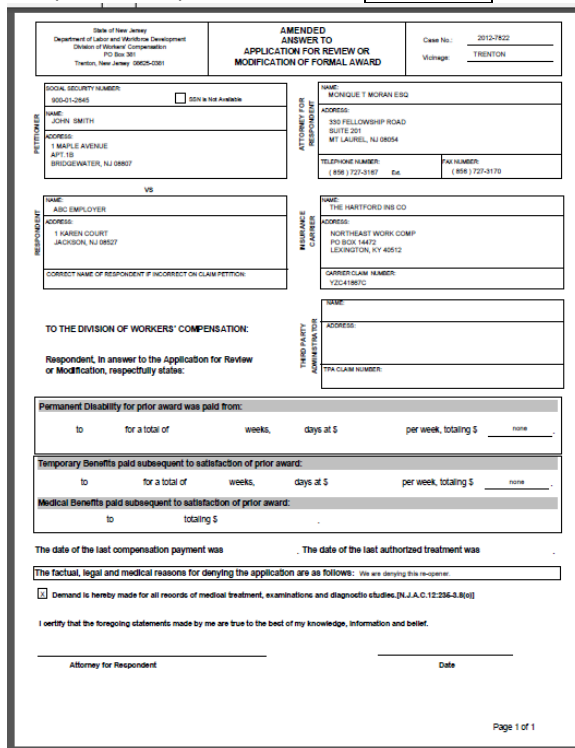 State of New Jersey
Department of Labor and Workforce Development
Division of Workers' Compensation
PO Box 381
Trenton, New Jersey 08625-0381
AMENDED
ANSWER TO
APPLICATION FOR REVIEW OR
MODIFICATION OF FORMAL AWARD
Case No.: 2012-7822
Vicinage: TRENTON
PETITIONER
SOCIAL SECURITY NUMBER:
900-01-2845
SSN is Not Available
NAME:
JOHN SMITH
ADDRESS:
1 MAPLE AVENUE
APT.1B
BRIDGEWATER, NJ 08807
ATTORNEY FOR
RESPONDENT
NAME:
MONIQUE T MORAN ESQ
ADDRESS:
330 FELLOWSHIP ROAD
SUITE 201
MT LAUREL, NJ 08054
TELEPHONE NUMBER:
( 856 ) 727-3167 Ext.
FAX NUMBER:
( 856 ) 727-3170
VS
RESPONDENT
NAME:
ABC EMPLOYER
ADDRESS:
1 KAREN COURT
JACKSON, NJ 08527
CORRECT NAME OF RESPONDENT IF INCORRECT ON CLAIM PETITION:
INSURANCE
CARRIER
NAME:
THE HARTFORD INS CO
ADDRESS:
NORTHEAST WORK COMP
PO BOX 14472
LEXINGTON, KY 40512
CARRIER CLAIM NUMBER:
YZC41867C
TO THE DIVISION OF WORKERS' COMPENSATION:
Respondent, in answer to the Application for Review
or Modification, respectfully states:
THIRD PARTY
ADMINISTRATOR
NAME:
ADDRESS:
TPA CLAIM NUMBER:
Permanent Disability for prior award was paid from:
to for a total of weeks, days at $ per week, totaling $ none .
Temporary Benefits paid subsequent to satisfaction of prior award:
to for a total of weeks, days at $ per week, totaling $ none .
Medical Benefits paid subsequent to satisfaction of prior award:
to totaling $ .
The date of the last compensation payment was . The date of the last authorized treatment was .
The factual, legal and medical reasons for denying the application are as follows: We are denying this re-opener.
X Demand is hereby made for all records of medical treatment, examinations and diagnostic studies.[N.J.A.C.12:235-3.8(c)]
I certify that the foregoing statements made by me are true to the best of my knowledge, information and belief.
Attorney for Respondent
Date
Page 1 of 1